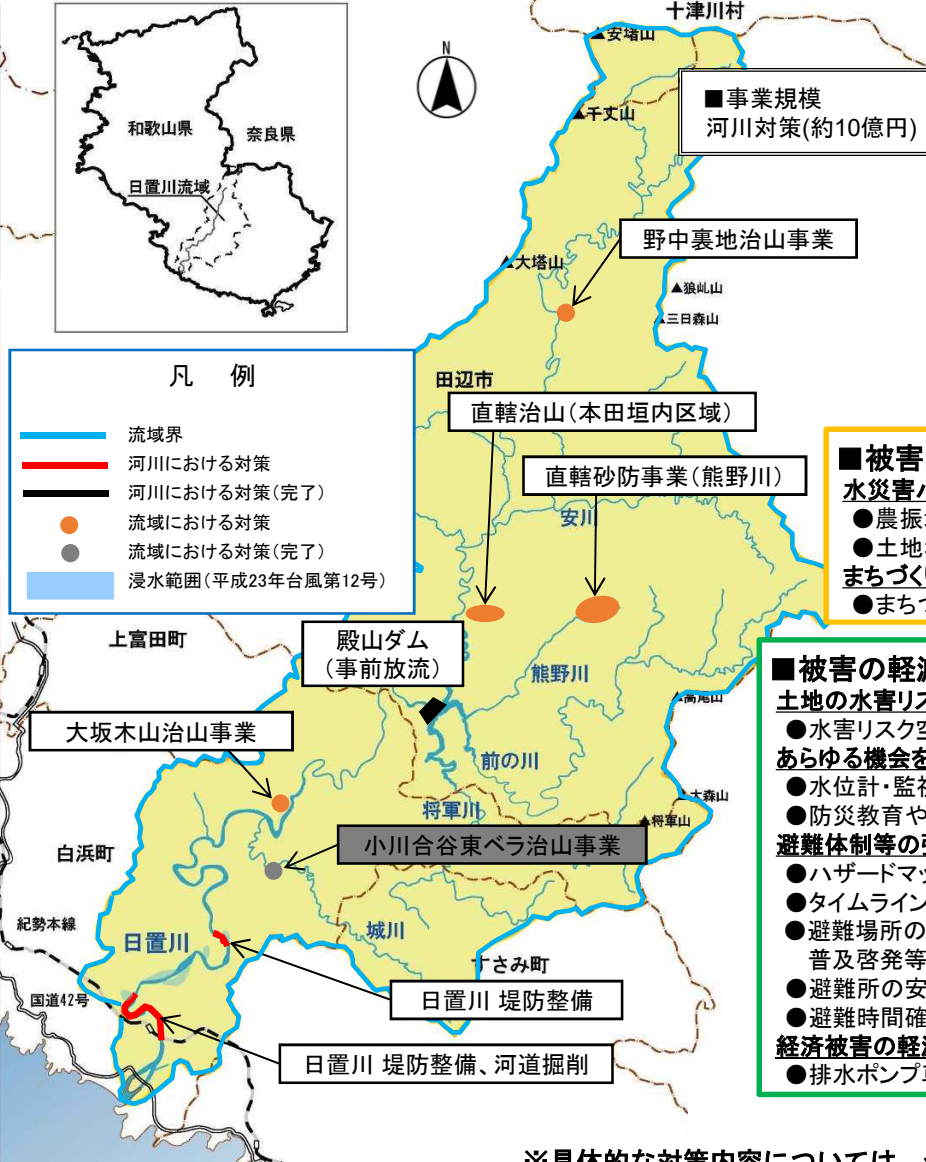 十津川村
▲安堵山
N
■事業規模
河川対策(約10億円)
▲千丈山
和歌山県
奈良県
日置川流域
野中裏地治山事業
▲大塔山
▲三日森山
凡 例
流域界
河川における対策
河川における対策(完了)
流域における対策
流域における対策(完了)
浸水範囲(平成23年台風第12号)
田辺市
直轄治山(本田垣内区域)
直轄砂防事業(熊野川)
安川
■被害
水災害ハ
●農振
●土地
まちづく
●まちづ
上富田町
殿山ダム
(事前放流)
熊野川
▲高尾山
大坂木山治山事業
前の川
将軍川
▲大森山
▲将軍山
小川合谷東ベラ治山事業
白浜町
紀勢本線
日置川
城川
すさみ町
国道42号
日置川 堤防整備
日置川 堤防整備、河道掘削
■被害の軽減
土地の水害リス
●水害リスク空
あらゆる機会を
●水位計・監視
●防災教育や
避難体制等の強
●ハザードマッ
●タイムライン
●避難場所の
普及啓発等
●避難所の安
●避難時間確
経済被害の軽減
●排水ポンプ車
※具体的な対策内容については